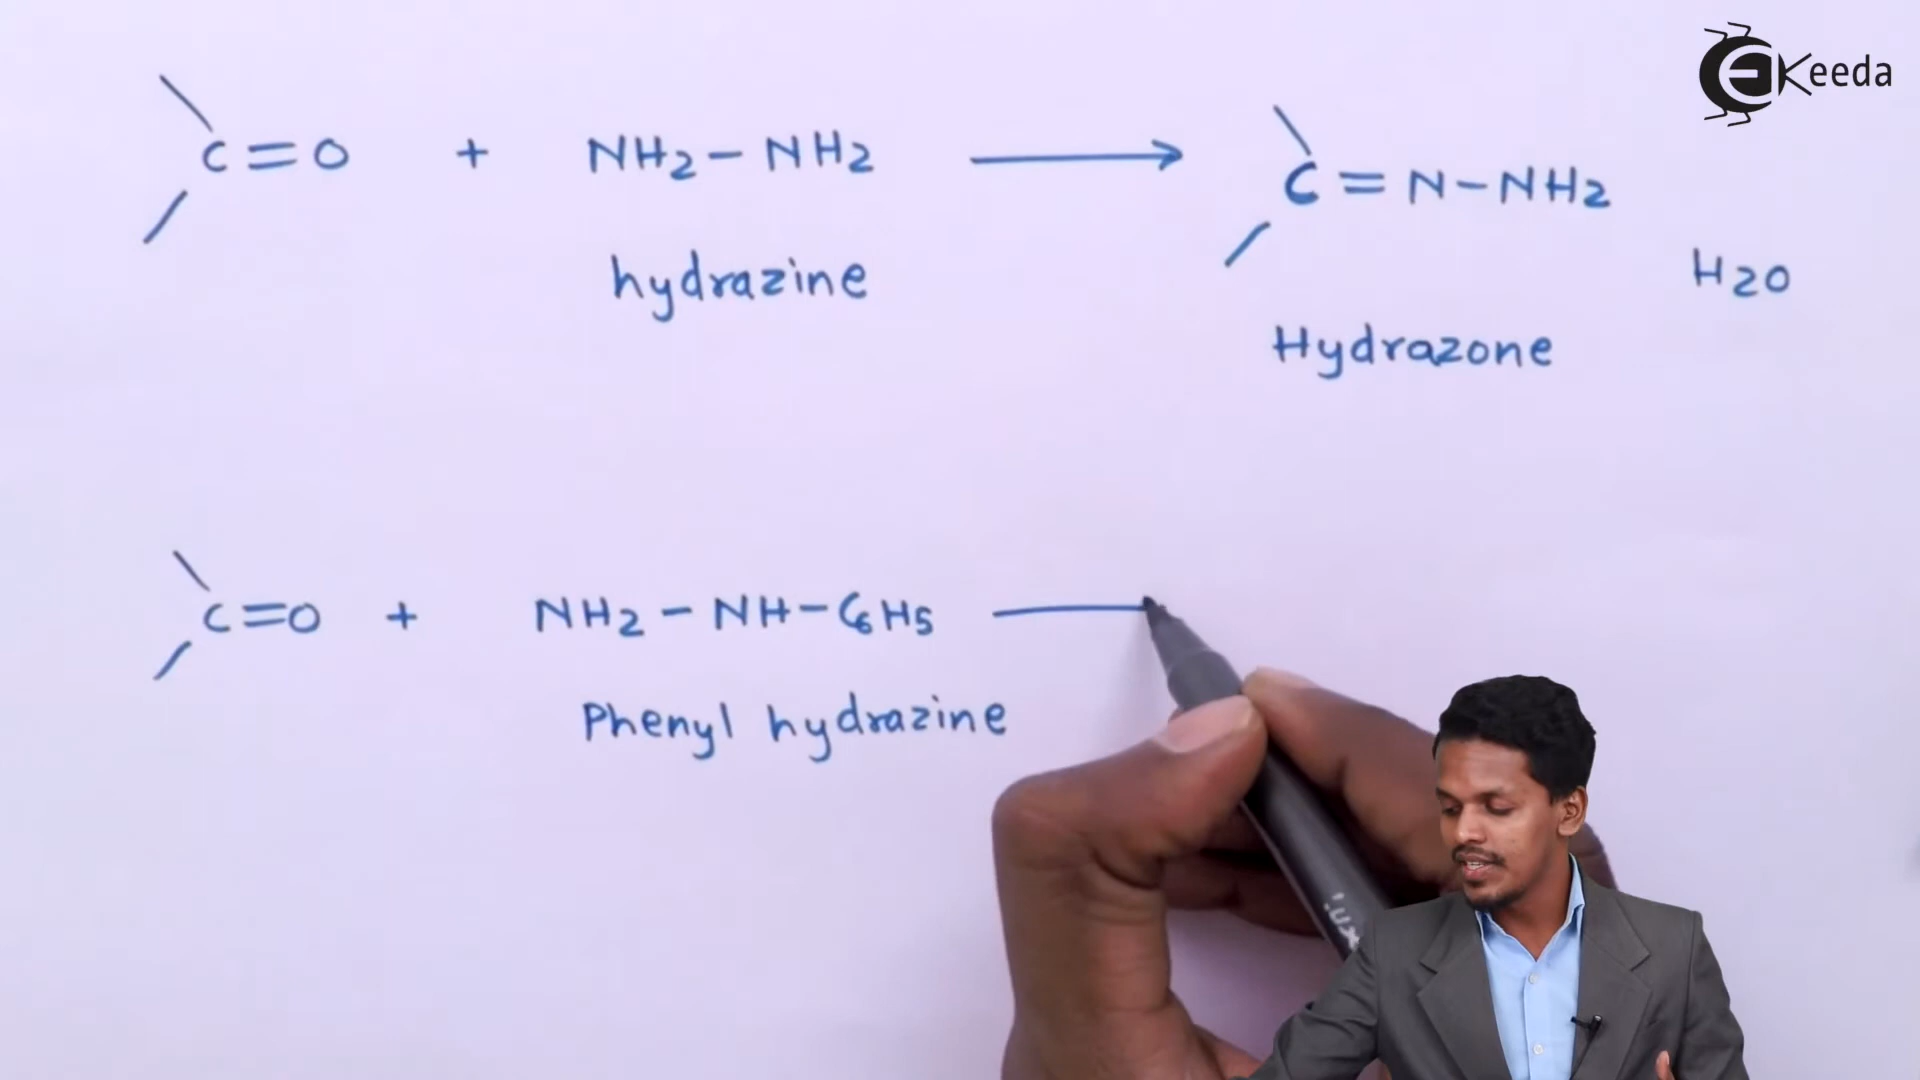 Keeda
C=O + NH2-NH2 → C=N-NH2
hydrazine
H2O
Hydrazone
C=O + NH2-NH-C6H5
Phenyl hydrazine